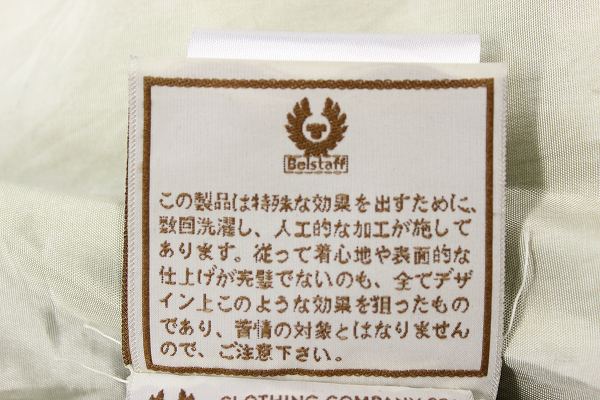 Belstaff
この製品は特殊な効果を出すために、
数回洗濯し、人工的な加工が施して
あります。従って着心地や表面的な
仕上げが完璧でないのも、全てデザ
イン上このような効果を狙ったもの
であり、苦情の対象とはなりません
ので、ご注意下さい。
CLOTHING COMPANY